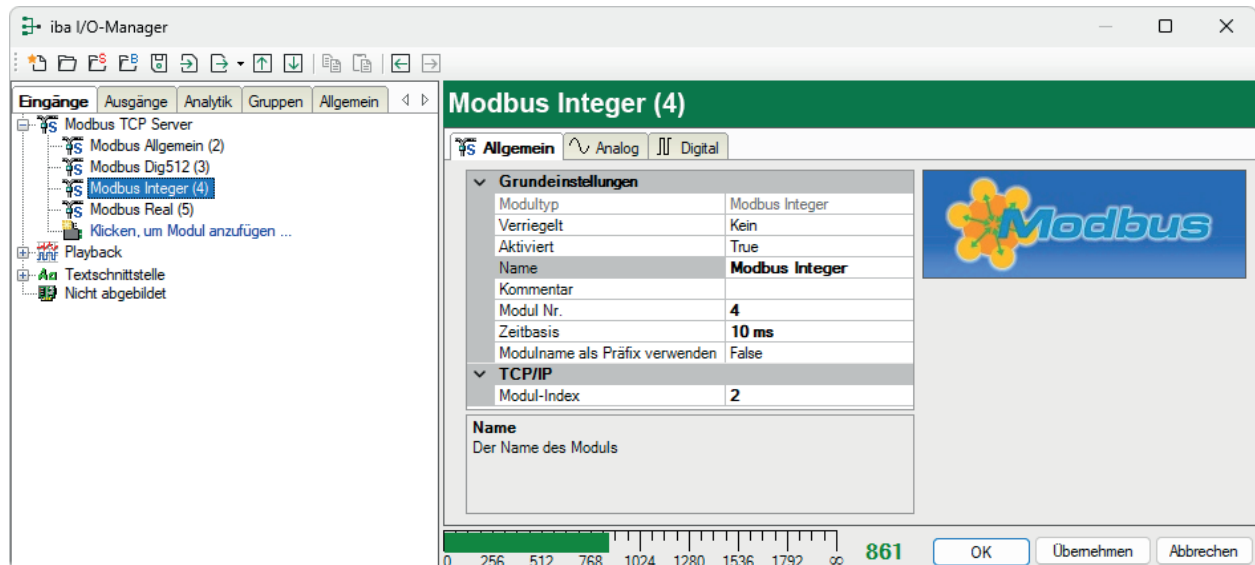 iba I/O-Manager
Eingänge Ausgänge Analytik Gruppen Allgemein
Modbus TCP Server
Modbus Allgemein (2)
Modbus Dig512 (3)
Modbus Integer (4)
Modbus Real (5)
Klicken, um Modul anzufügen ...
Playback
Aa Textschnittstelle
Nicht abgebildet
Modbus Integer (4)
Allgemein Analog Digital
Grundeinstellungen
Modultyp Modbus Integer
Verriegelt Kein
Aktiviert True
Name Modbus Integer
Kommentar
Modul Nr. 4
Zeitbasis 10 ms
Modulname als Präfix verwenden False
TCP/IP
Modul-Index 2
Name
Der Name des Moduls
Modbus
0 256 512 768 1024 1280 1536 1792 ∞
861
OK Übernehmen Abbrechen